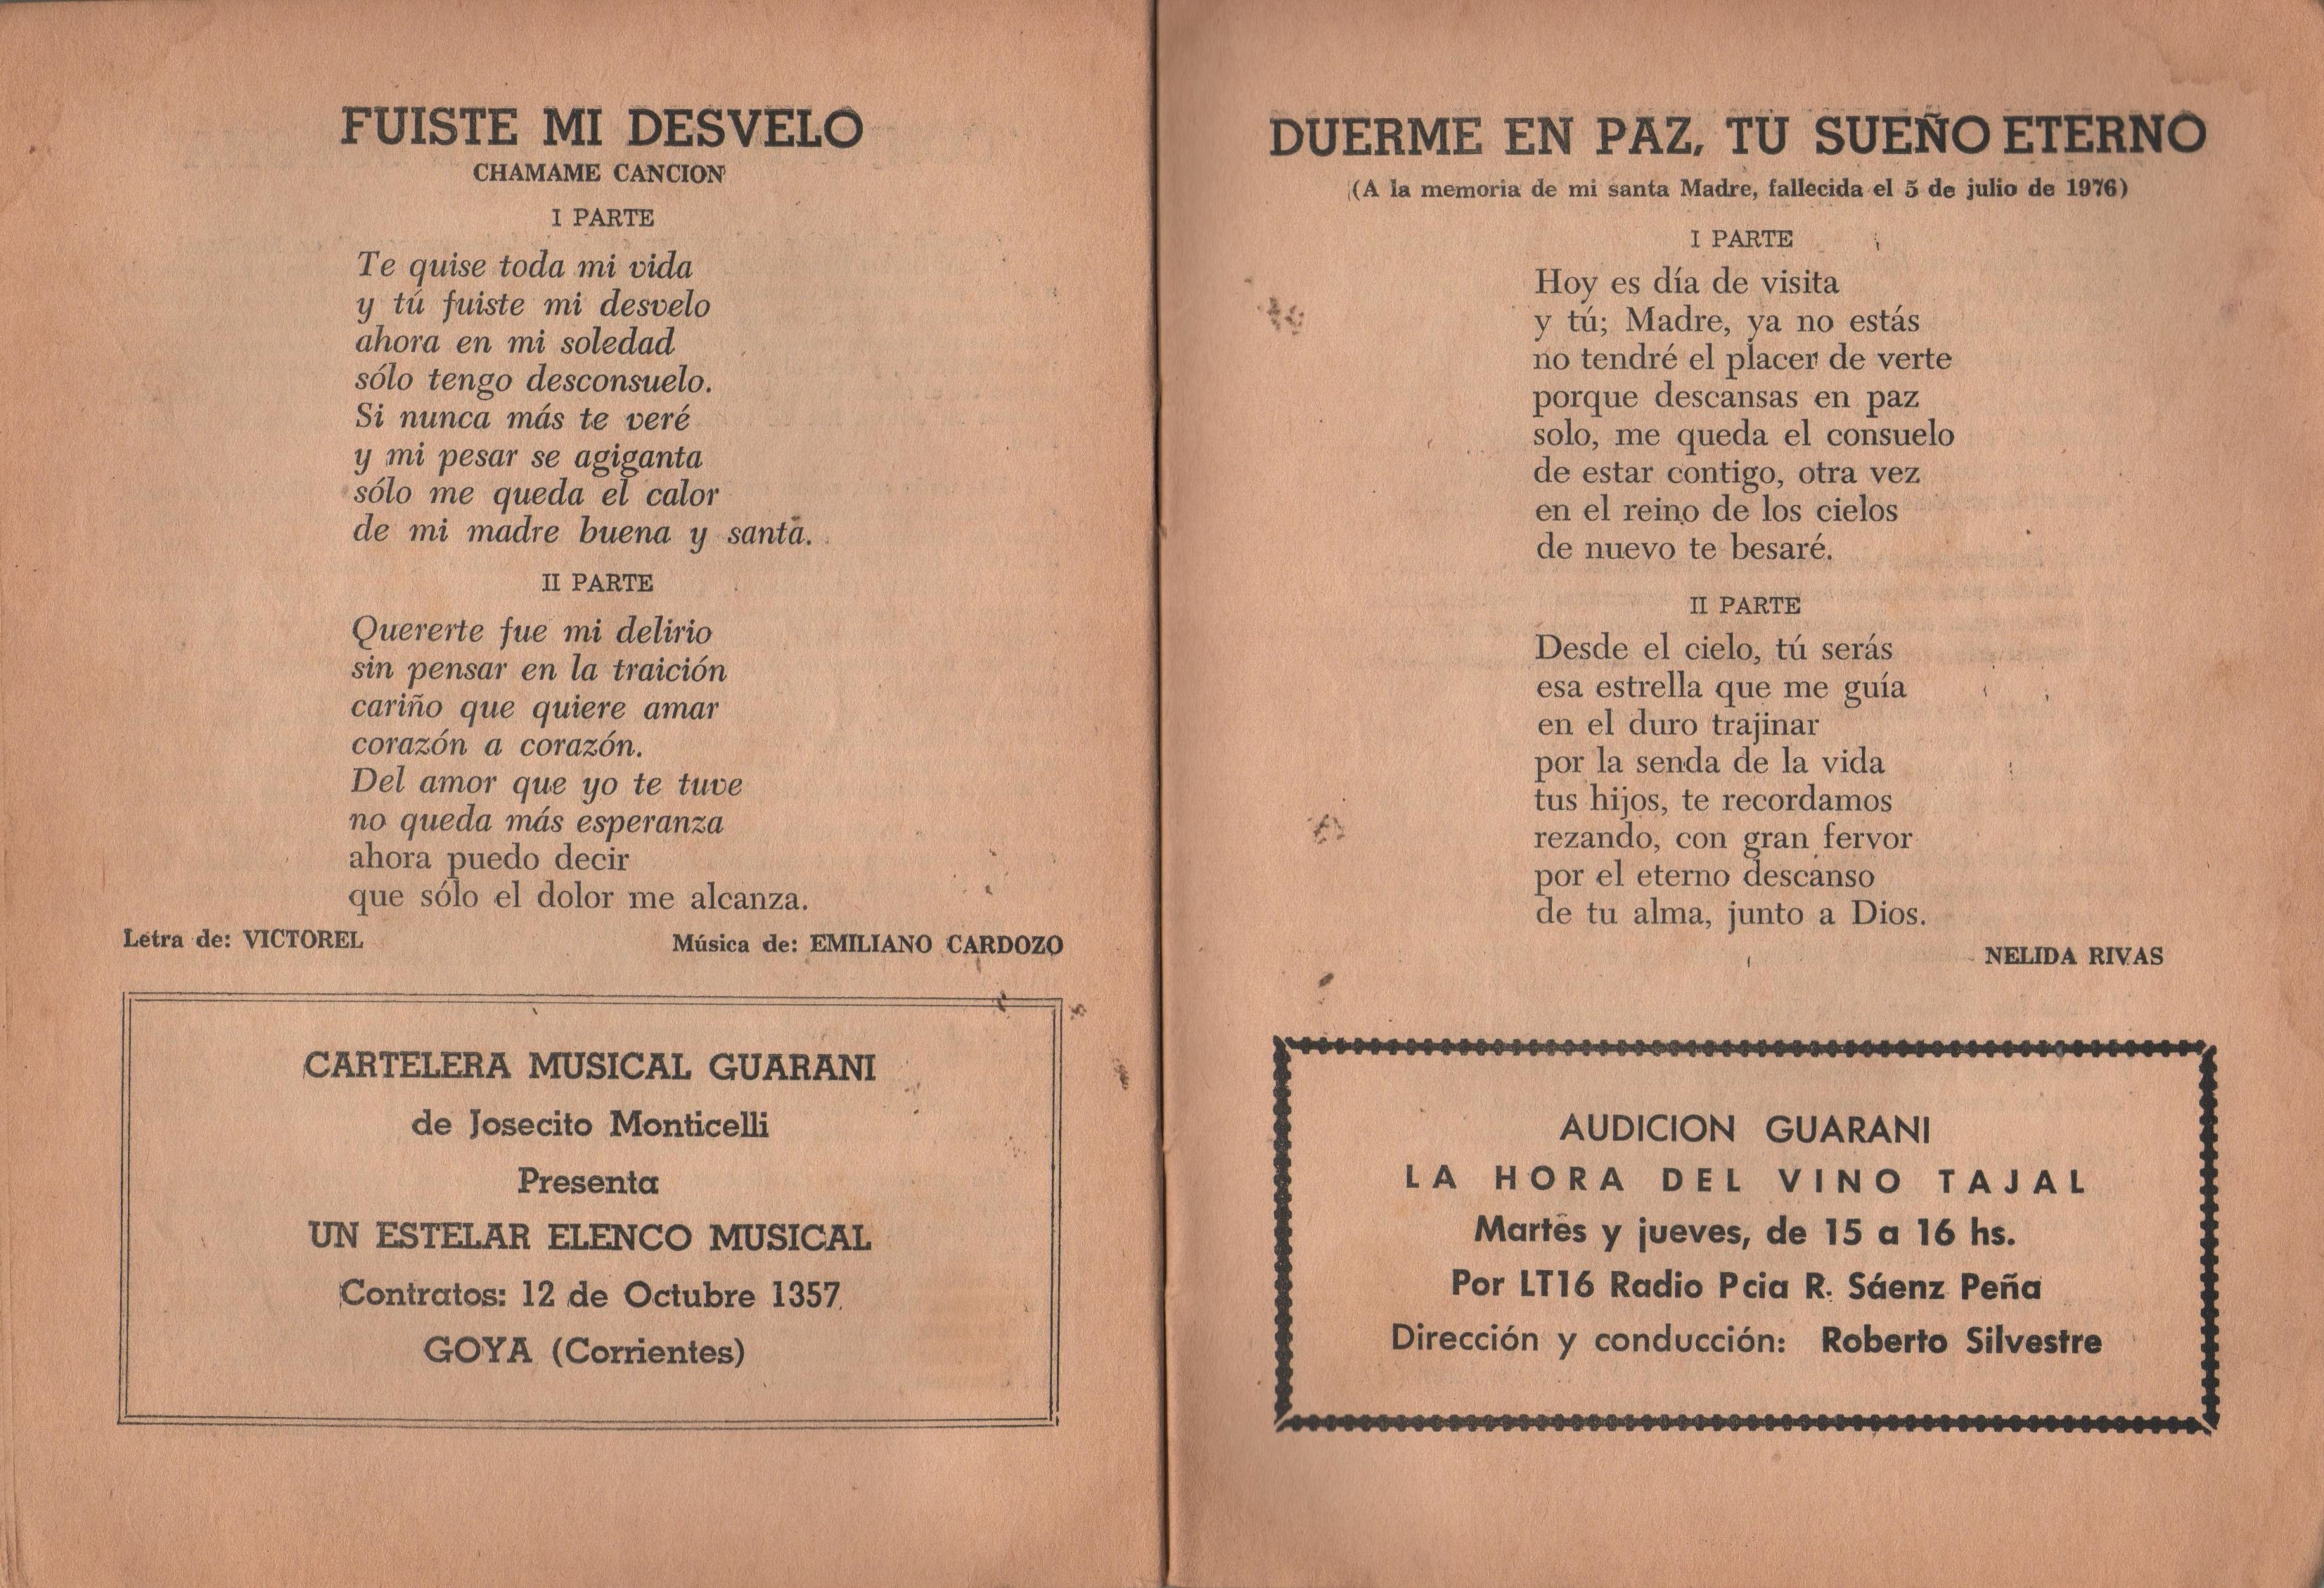 FUISTE MI DESVELO
CHAMAME CANCION
I PARTE
Te quise toda mi vida
y tú fuiste mi desvelo
ahora en mi soledad
sólo tengo desconsuelo.
Si nunca más te veré
y mi pesar se agiganta
sólo me queda el calor
de mi madre buena y santa.
II PARTE
Quererte fue mi delirio
sin pensar en la traición
cariño que quiere amar
corazón a corazón.
Del amor que yo te tuve
no queda más esperanza
ahora puedo decir
que sólo el dolor me alcanza.
Letra de: VICTOREL Música de: EMILIANO CARDOZO
CARTELERA MUSICAL GUARANI
de Josecito Monticelli
Presenta
UN ESTELAR ELENCO MUSICAL
Contratos: 12 de Octubre 1357
GOYA (Corrientes)
DUERME EN PAZ, TU SUEÑO ETERNO
(A la memoria de mi santa Madre, fallecida el 5 de julio de 1976)
I PARTE
Hoy es día de visita
y tú; Madre, ya no estás
no tendré el placer de verte
porque descansas en paz
solo, me queda el consuelo
de estar contigo, otra vez
en el reino de los cielos
de nuevo te besaré.
II PARTE
Desde el cielo, tú serás
esa estrella que me guía
en el duro trajinar
por la senda de la vida
tus hijos, te recordamos
rezando, con gran fervor
por el eterno descanso
de tu alma, junto a Dios.
NELIDA RIVAS
AUDICION GUARANI
LA HORA DEL VINO TAJAL
Martes y jueves, de 15 a 16 hs.
Por LT16 Radio Pcia R. Sáenz Peña
Dirección y conducción: Roberto Silvestre